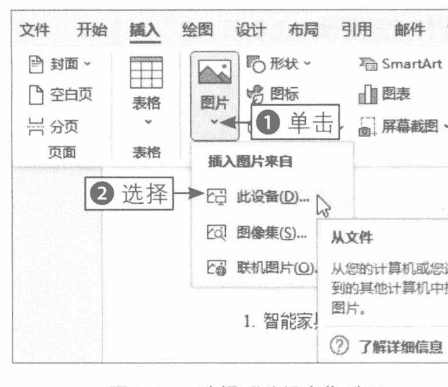 文件 开始 插入 绘图 设计 布局 引用 邮件
封面 形状 SmartArt
空白页 表格 图片 图标 图表
分页 屏幕截图
页面 表格
❶ 单击
插入图片来自
❷ 选择
此设备(D)...
图像集(S)...
联机图片(O)
从文件
从您的计算机或您
到的其他计算机中
图片。
1. 智能家
了解详细信息